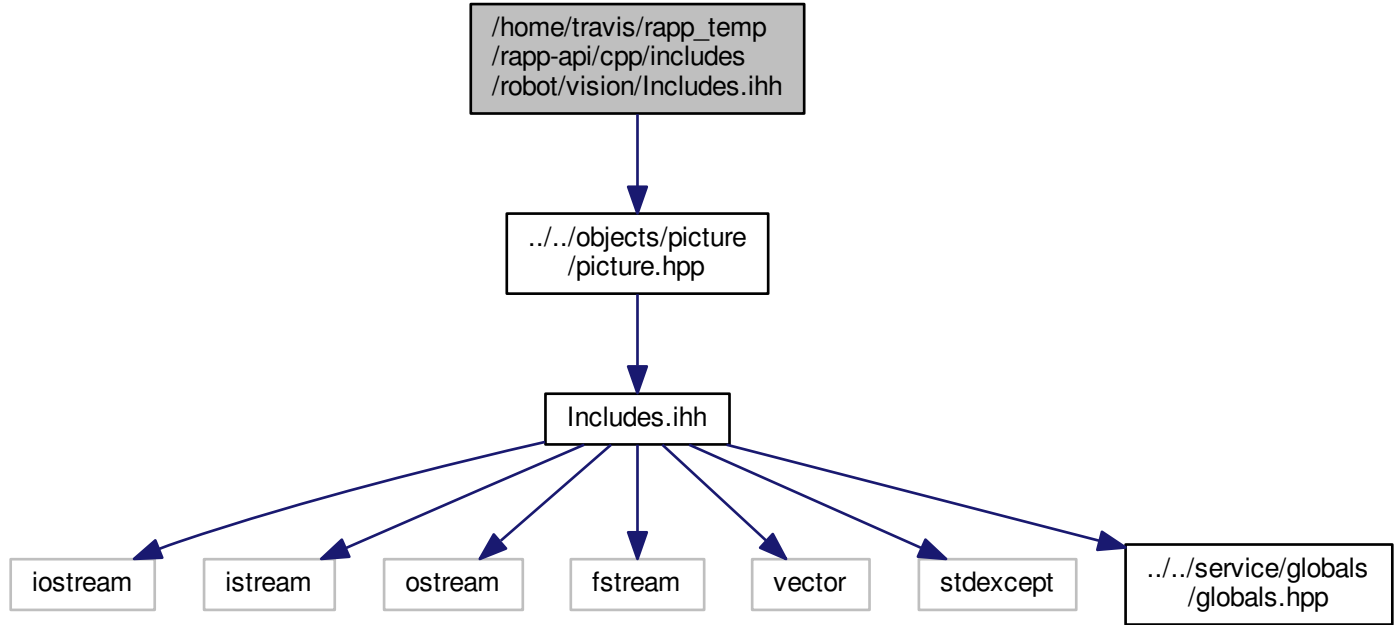 /home/travis/rapp_temp
/rapp-api/cpp/includes
/robot/vision/Includes.ihh
../../objects/picture
/picture.hpp
Includes.ihh
iostream
istream
ostream
fstream
vector
stdexcept
../../service/globals
/globals.hpp